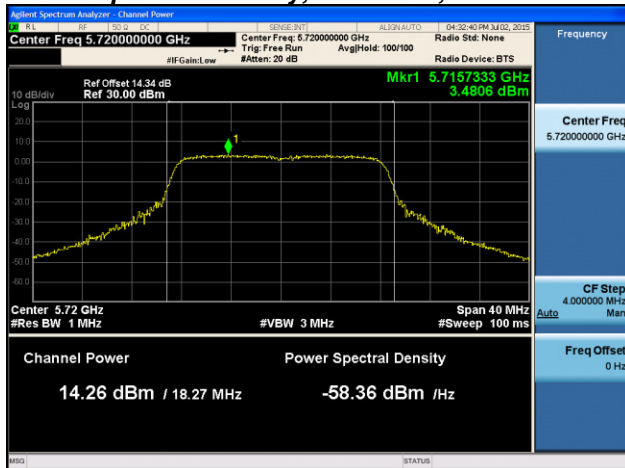 Agilent Spectrum Analyzer - Channel Power
RL RF 50 Ω DC SENSE:INT ALIGN AUTO 04:32:40 PM Jul 02, 2015
Center Freq 5.720000000 GHz
Center Freq: 5.720000000 GHz
Radio Std: None
Trig: Free Run Avg|Hold: 100/100
#IFGain:Low #Atten: 20 dB
Radio Device: BTS
Frequency
Mkr1 5.7157333 GHz
3.4806 dBm
Ref Offset 14.34 dB
10 dB/div Ref 30.00 dBm
Log
20.0
10.0
0.00
-10.0
-20.0
-30.0
-40.0
-50.0
-60.0
1
Center 5.72 GHz
Span 40 MHz
#Res BW 1 MHz
#VBW 3 MHz
#Sweep 100 ms
Channel Power
Power Spectral Density
14.26 dBm / 18.27 MHz
-58.36 dBm /Hz
Center Freq
5.720000000 GHz
CF Step
4.000000 MHz
Auto Man
Freq Offset
0 Hz
MSG STATUS